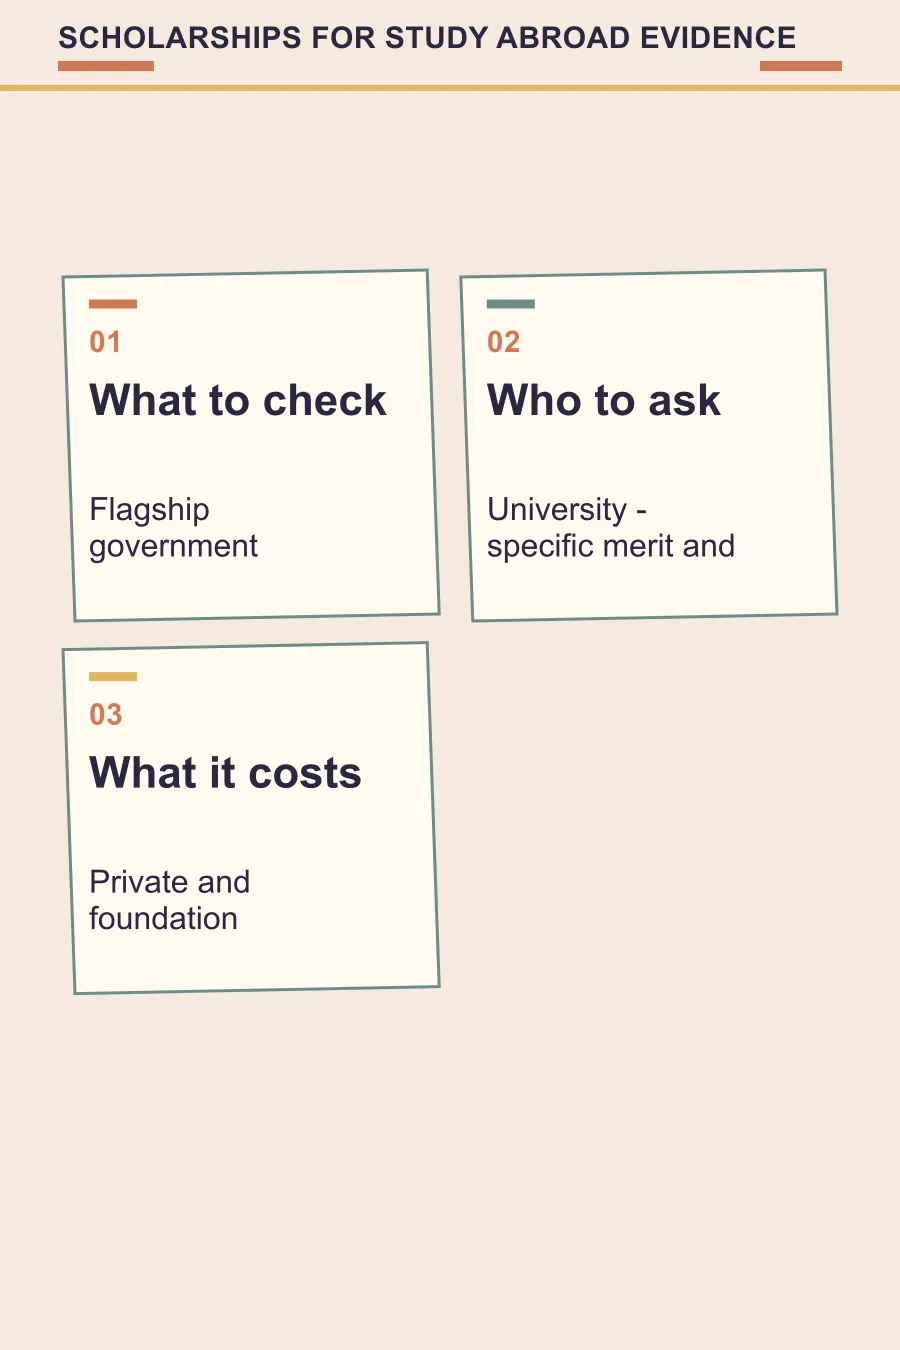 SCHOLARSHIPS FOR STUDY ABROAD EVIDENCE
01
What to check
Flagship
government
02
Who to ask
University -
specific merit and
03
What it costs
Private and
foundation